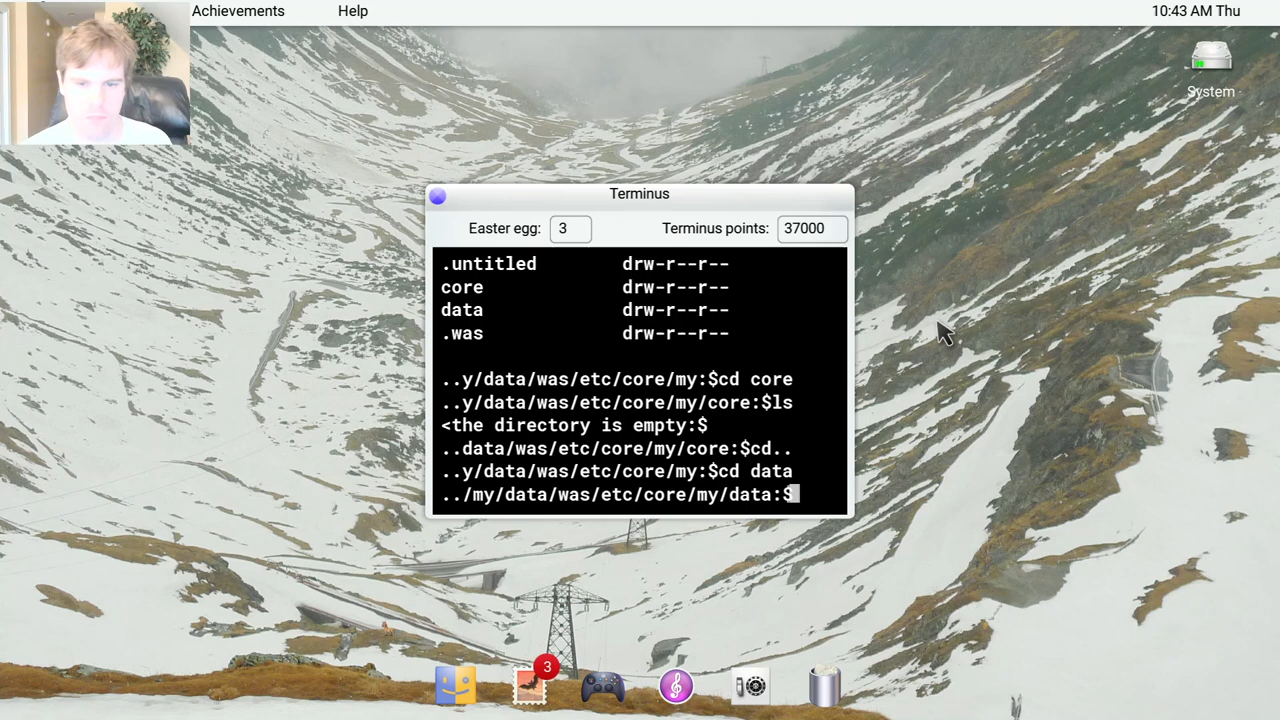 Achievements Help 10:43 AM Thu
System
Terminus
Easter egg: 3 Terminus points: 37000
.untitled drw-r--r--
core drw-r--r--
data drw-r--r--
.was drw-r--r--
..y/data/was/etc/core/my:$cd core
..y/data/was/etc/core/my/core:$ls
<the directory is empty:$
..data/was/etc/core/my/core:$cd..
..y/data/was/etc/core/my:$cd data
../my/data/was/etc/core/my/data:$
3